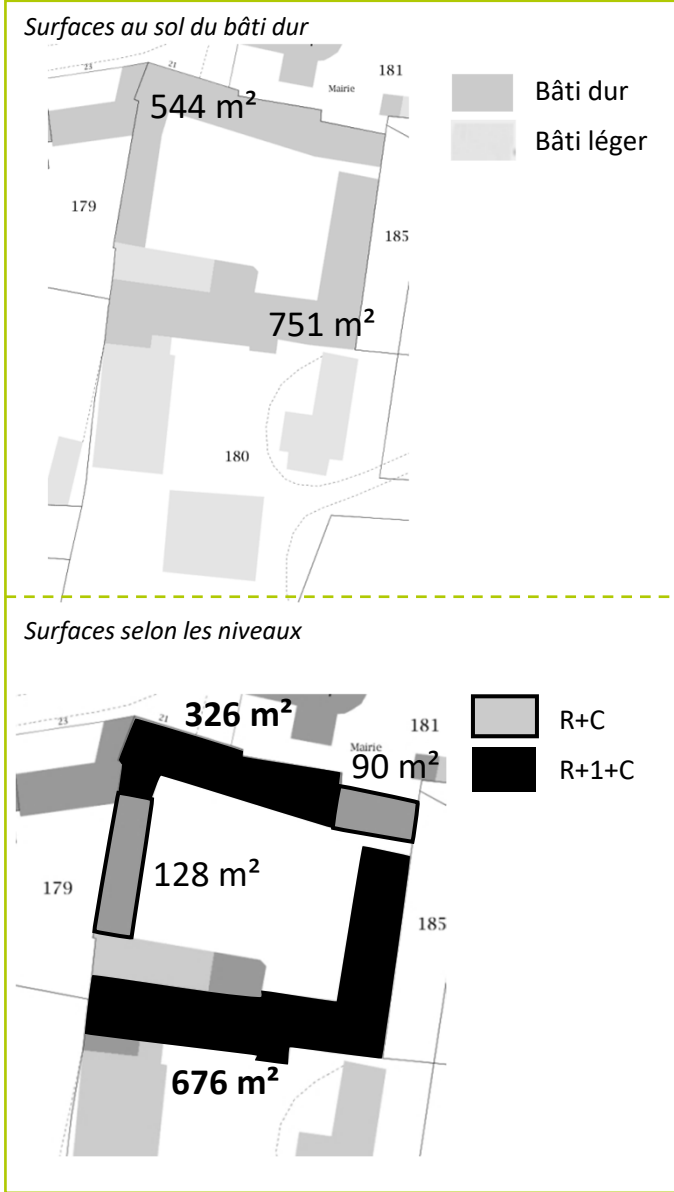 Surfaces au sol du bâti dur
23
21
181
Mairie
544 m²
Bâti dur
Bâti léger
179
185
751 m²
180
Surfaces selon les niveaux
23
21
326 m²
181
R+C
Mairie
90 m²
R+1+C
128 m²
179
185
676 m²